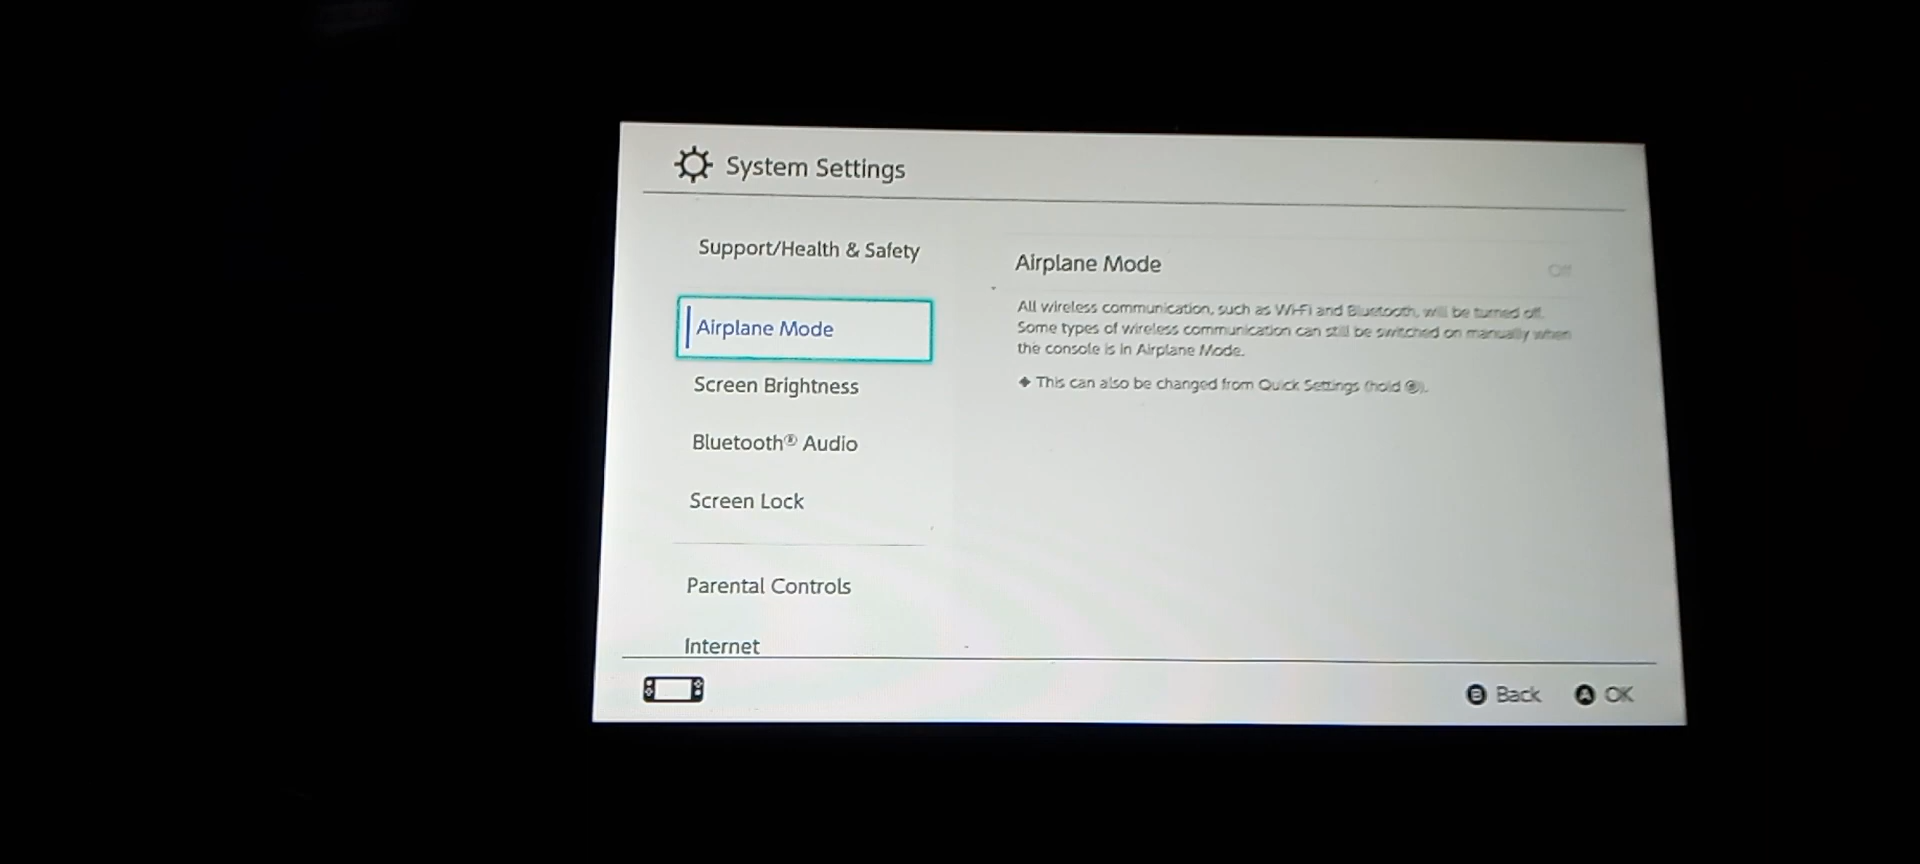 System Settings
Support/Health & Safety
Airplane Mode
Screen Brightness
Bluetooth® Audio
Screen Lock
Parental Controls
Internet
Airplane Mode
Off
All wireless communication, such as Wi-Fi and Bluetooth, will be turned off.
Some types of wireless communication can still be switched on manually when
the console is in Airplane Mode.
◆ This can also be changed from Quick Settings (hold ).
B Back A OK